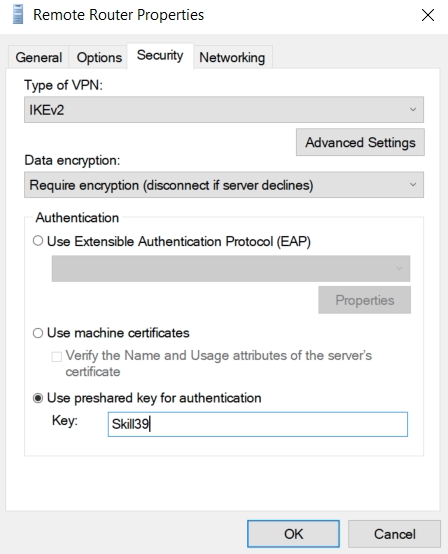 Remote Router Properties
General Options Security Networking
Type of VPN:
IKEv2
Advanced Settings
Data encryption:
Require encryption (disconnect if server declines)
Authentication
Use Extensible Authentication Protocol (EAP)
Properties
Use machine certificates
Verify the Name and Usage attributes of the server's
certificate
Use preshared key for authentication
Key: Skill39
OK Cancel